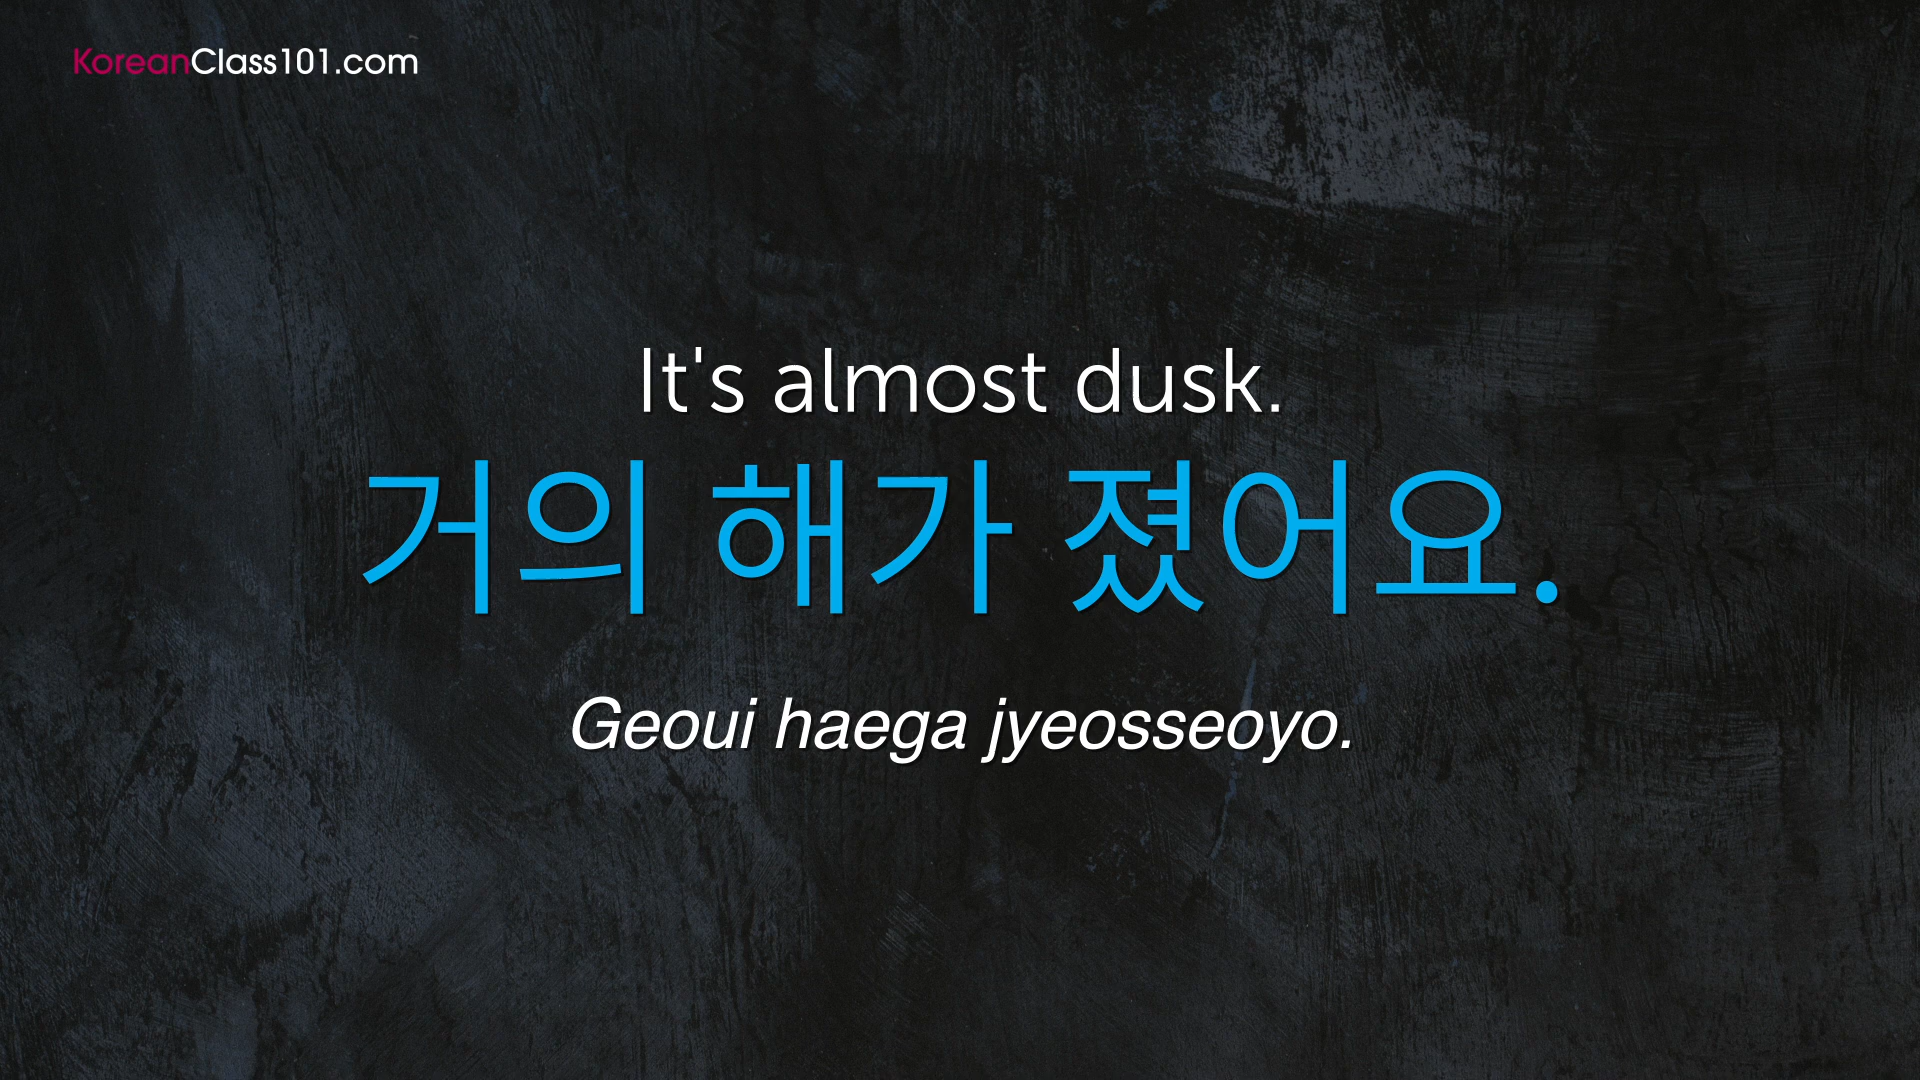 KoreanClass101.com
It's almost dusk.
거의 해가 졌어요.
Geoui haega jyeosseoyo.